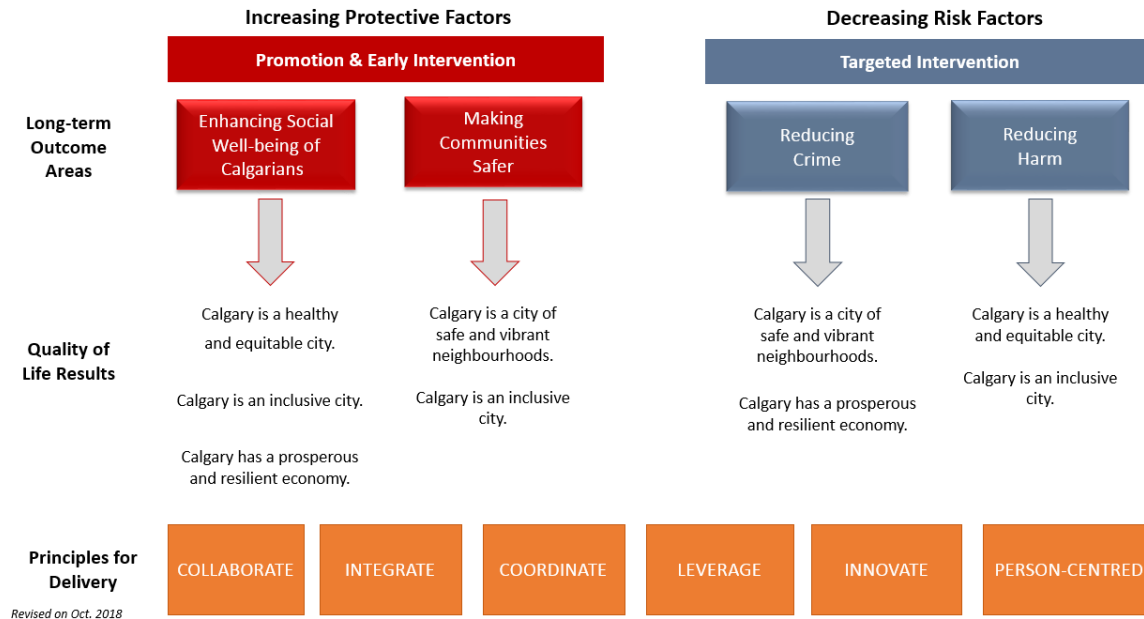 Increasing Protective Factors
Decreasing Risk Factors
Promotion & Early Intervention
Targeted Intervention
Long-term
Outcome
Areas
Enhancing Social
Well-being of
Calgarians
Making
Communities
Safer
Reducing
Crime
Reducing
Harm
Quality of
Life Results
Calgary is a healthy
and equitable city.
Calgary is an inclusive city.
Calgary has a prosperous
and resilient economy.
Calgary is a city of
safe and vibrant
neighbourhoods.
Calgary is an inclusive
city.
Calgary is a city of
safe and vibrant
neighbourhoods.
Calgary has a prosperous
and resilient economy.
Calgary is a healthy
and equitable city.
Calgary is an inclusive
city.
Principles for
Delivery
COLLABORATE
INTEGRATE
COORDINATE
LEVERAGE
INNOVATE
PERSON-CENTRED
Revised on Oct. 2018